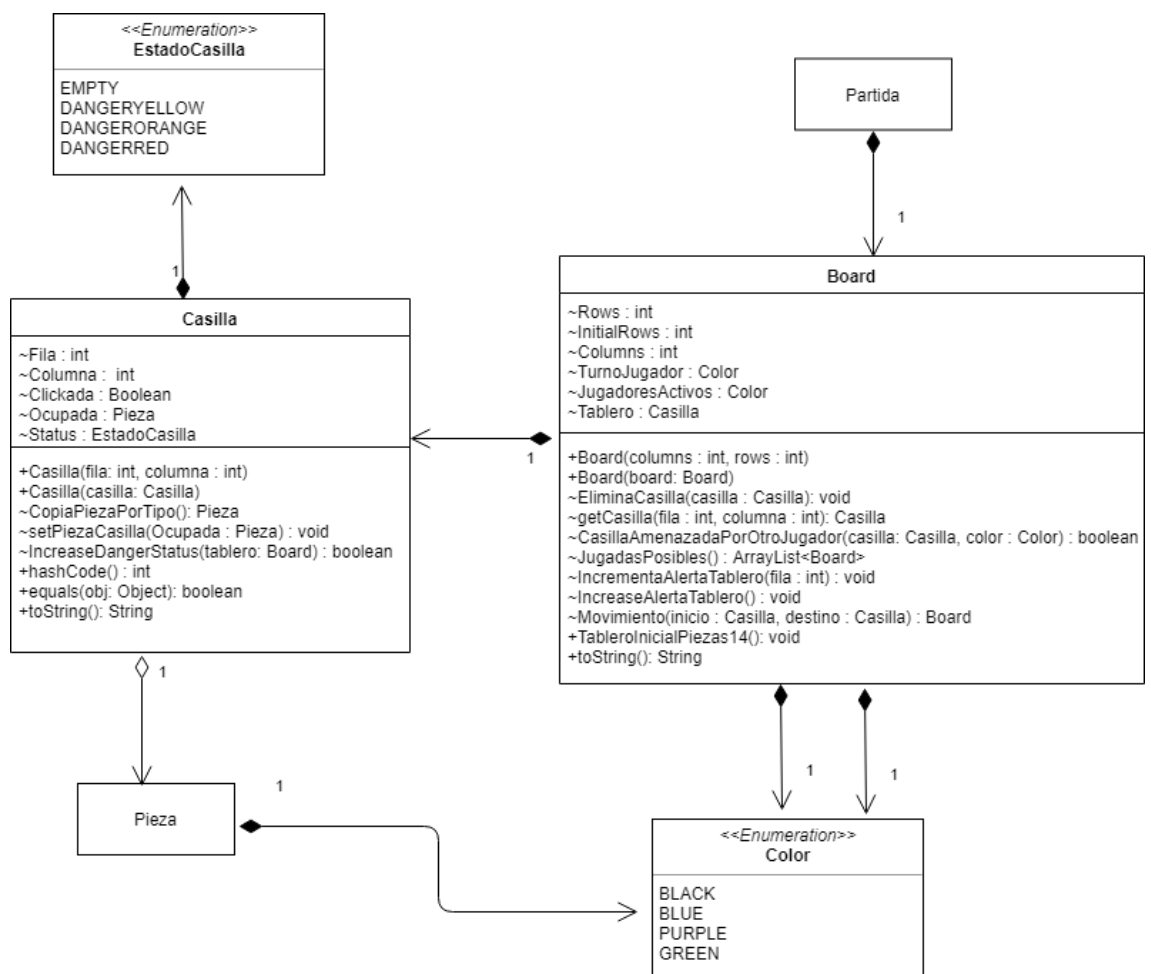 <<Enumeration>>
EstadoCasilla
EMPTY
DANGERYELLOW
DANGERORANGE
DANGERRED
Partida
1
1
Casilla
~Fila : int
~Columna : int
~Clickada : Boolean
~Ocupada : Pieza
~Status : EstadoCasilla
+Casilla(fila: int, columna : int)
+Casilla(casilla: Casilla)
~CopiaPiezaPorTipo(): Pieza
~setPiezaCasilla(Ocupada : Pieza) : void
~IncreaseDangerStatus(tablero: Board) : boolean
+hashCode() : int
+equals(obj: Object): boolean
+toString(): String
1
Board
~Rows : int
~InitialRows : int
~Columns : int
~TurnoJugador : Color
~JugadoresActivos : Color
~Tablero : Casilla
+Board(columns : int, rows : int)
+Board(board: Board)
~EliminaCasilla(casilla : Casilla): void
~getCasilla(fila : int, columna : int): Casilla
~CasillaAmenazadaPorOtroJugador(casilla: Casilla, color : Color) : boolean
~JugadasPosibles() : ArrayList<Board>
~IncrementaAlertaTablero(fila : int) : void
~IncreaseAlertaTablero() : void
~Movimiento(inicio : Casilla, destino : Casilla) : Board
+TableroInicialPiezas14(): void
+toString(): String
1
1
1
Pieza
1
<<Enumeration>>
Color
BLACK
BLUE
PURPLE
GREEN